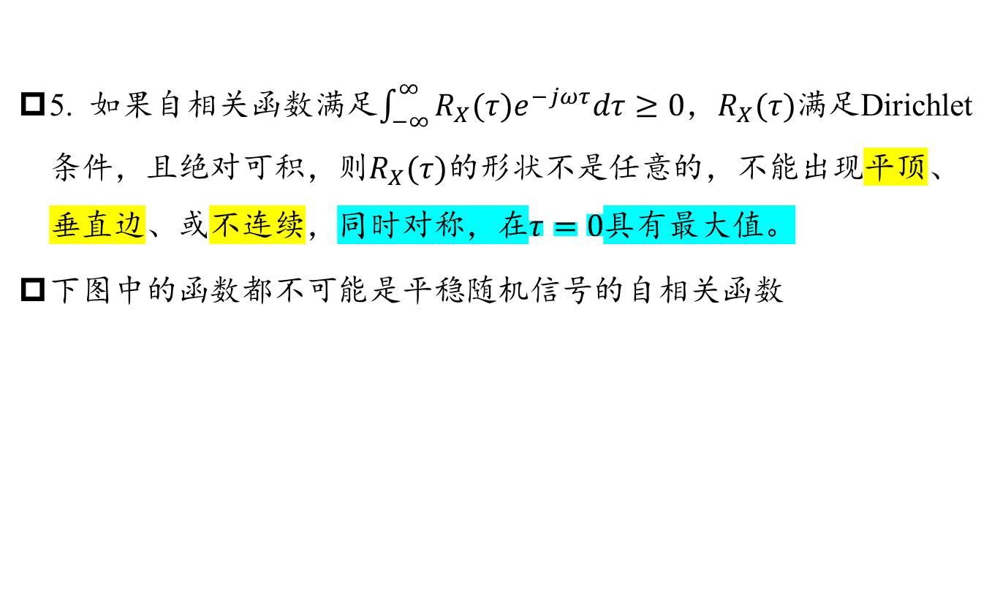 5. 如果自相关函数满足∫_{-∞}^{∞} R_X(τ)e^{-jωτ}dτ ≥ 0，R_X(τ)满足Dirichlet
条件，且绝对可积，则R_X(τ)的形状不是任意的，不能出现平顶、
垂直边、或不连续，同时对称，在τ = 0具有最大值。
下图中的函数都不可能是平稳随机信号的自相关函数